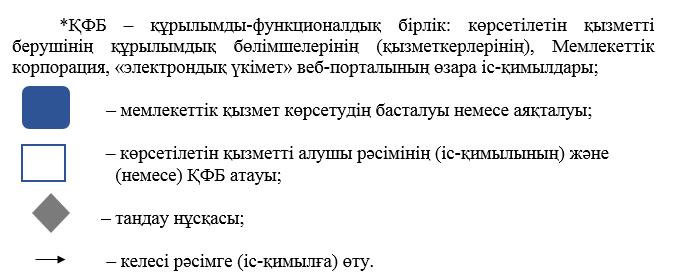 *ҚФБ – құрылымды-функционалдық бірлік: көрсетілетін қызметті
берушінің құрылымдық бөлімшелерінің (қызметкерлерінің), Мемлекеттік
корпорация, «электрондық үкімет» веб-порталының өзара іс-қимылдары;
– мемлекеттік қызмет көрсетудің басталуы немесе аяқталуы;
– көрсетілетін қызметті алушы рәсімінің (іс-қимылының) және
(немесе) ҚФБ атауы;
– таңдау нұсқасы;
– келесі рәсімге (іс-қимылға) өту.